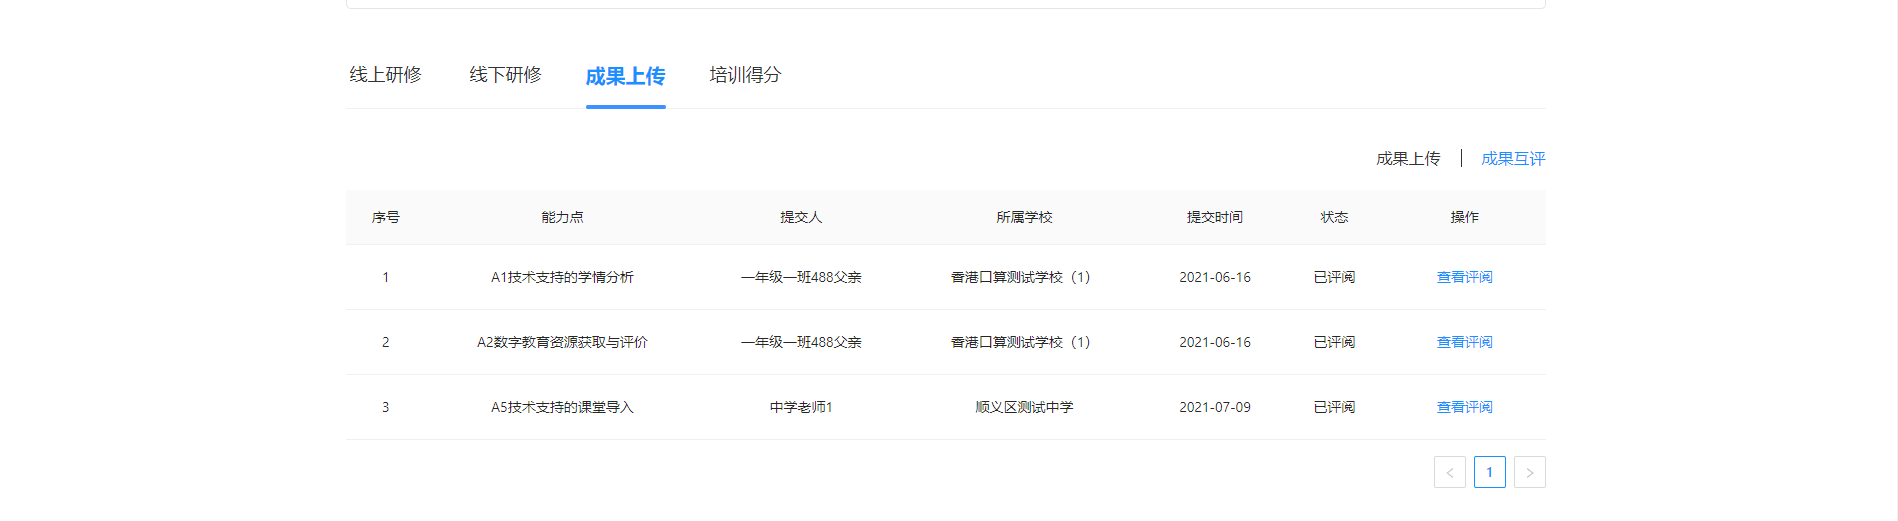 线上研修 线下研修 成果上传 培训得分
成果上传 | 成果互评
序号 能力点 提交人 所属学校 提交时间 状态 操作
1 A1技术支持的学情分析 一年级一班488父亲 香港口算测试学校（1） 2021-06-16 已评阅 查看评阅
2 A2数字教育资源获取与评价 一年级一班488父亲 香港口算测试学校（1） 2021-06-16 已评阅 查看评阅
3 A5技术支持的课堂导入 中学老师1 顺义区测试中学 2021-07-09 已评阅 查看评阅
< 1 >